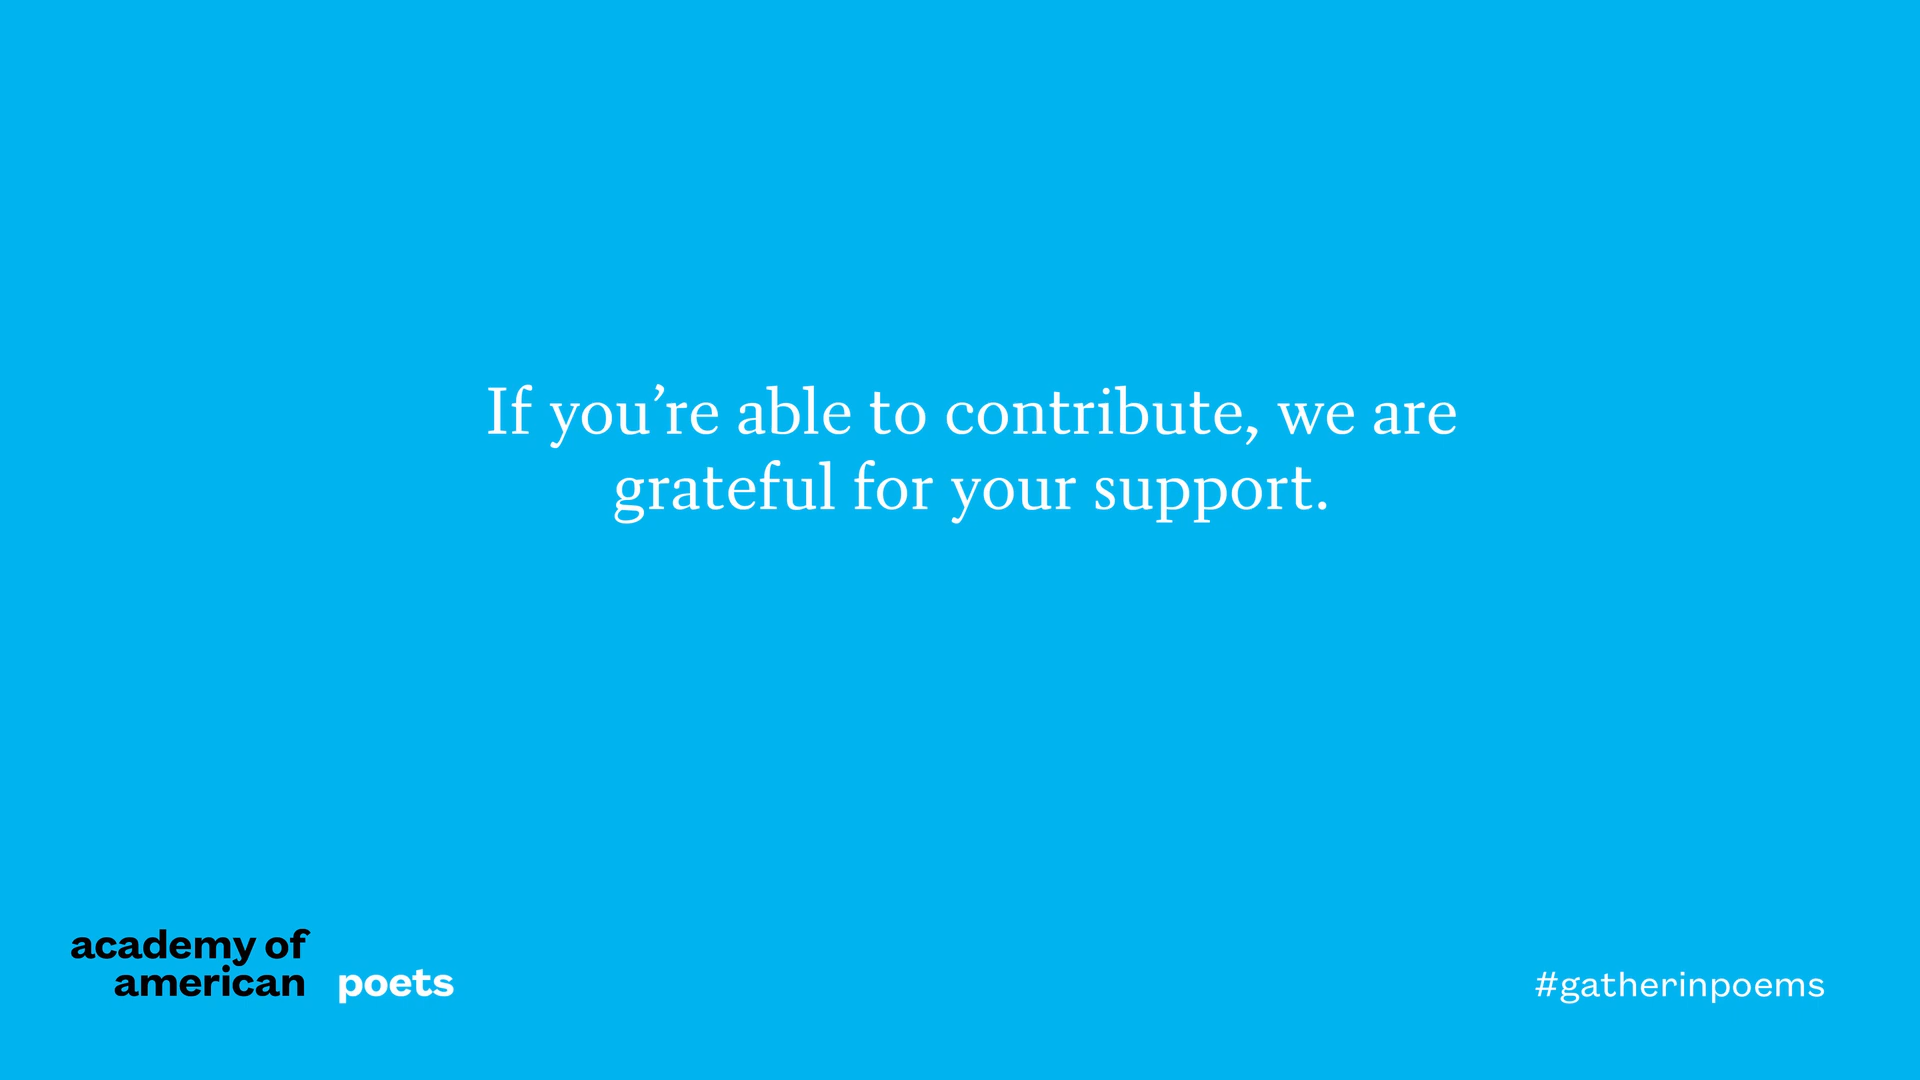 If you’re able to contribute, we are
grateful for your support.
academy of
american poets
#gatherinpoems